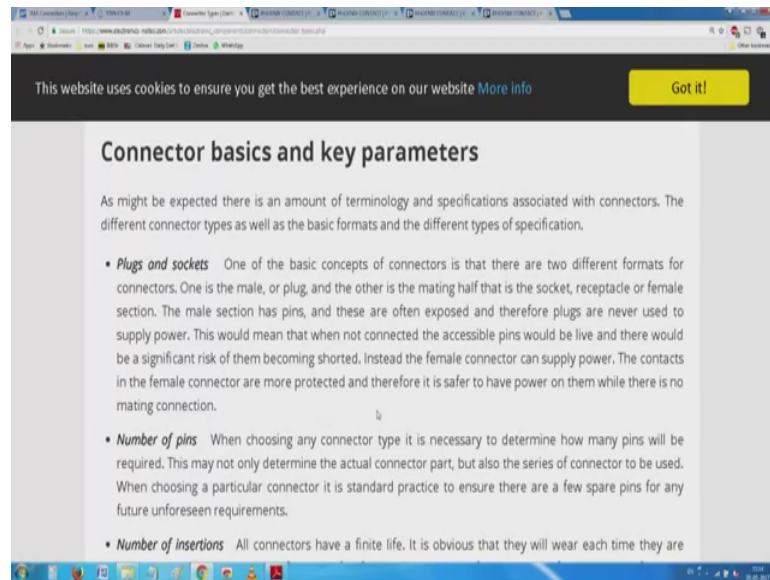 Connector Types | Conn
This website uses cookies to ensure you get the best experience on our website More info
Got it!
Connector basics and key parameters
As might be expected there is an amount of terminology and specifications associated with connectors. The
different connector types as well as the basic formats and the different types of specification.
• Plugs and sockets One of the basic concepts of connectors is that there are two different formats for
connectors. One is the male, or plug, and the other is the mating half that is the socket, receptacle or female
section. The male section has pins, and these are often exposed and therefore plugs are never used to
supply power. This would mean that when not connected the accessible pins would be live and there would
be a significant risk of them becoming shorted. Instead the female connector can supply power. The contacts
in the female connector are more protected and therefore it is safer to have power on them while there is no
mating connection.
• Number of pins When choosing any connector type it is necessary to determine how many pins will be
required. This may not only determine the actual connector part, but also the series of connector to be used.
When choosing a particular connector it is standard practice to ensure there are a few spare pins for any
future unforeseen requirements.
• Number of insertions All connectors have a finite life. It is obvious that they will wear each time they are